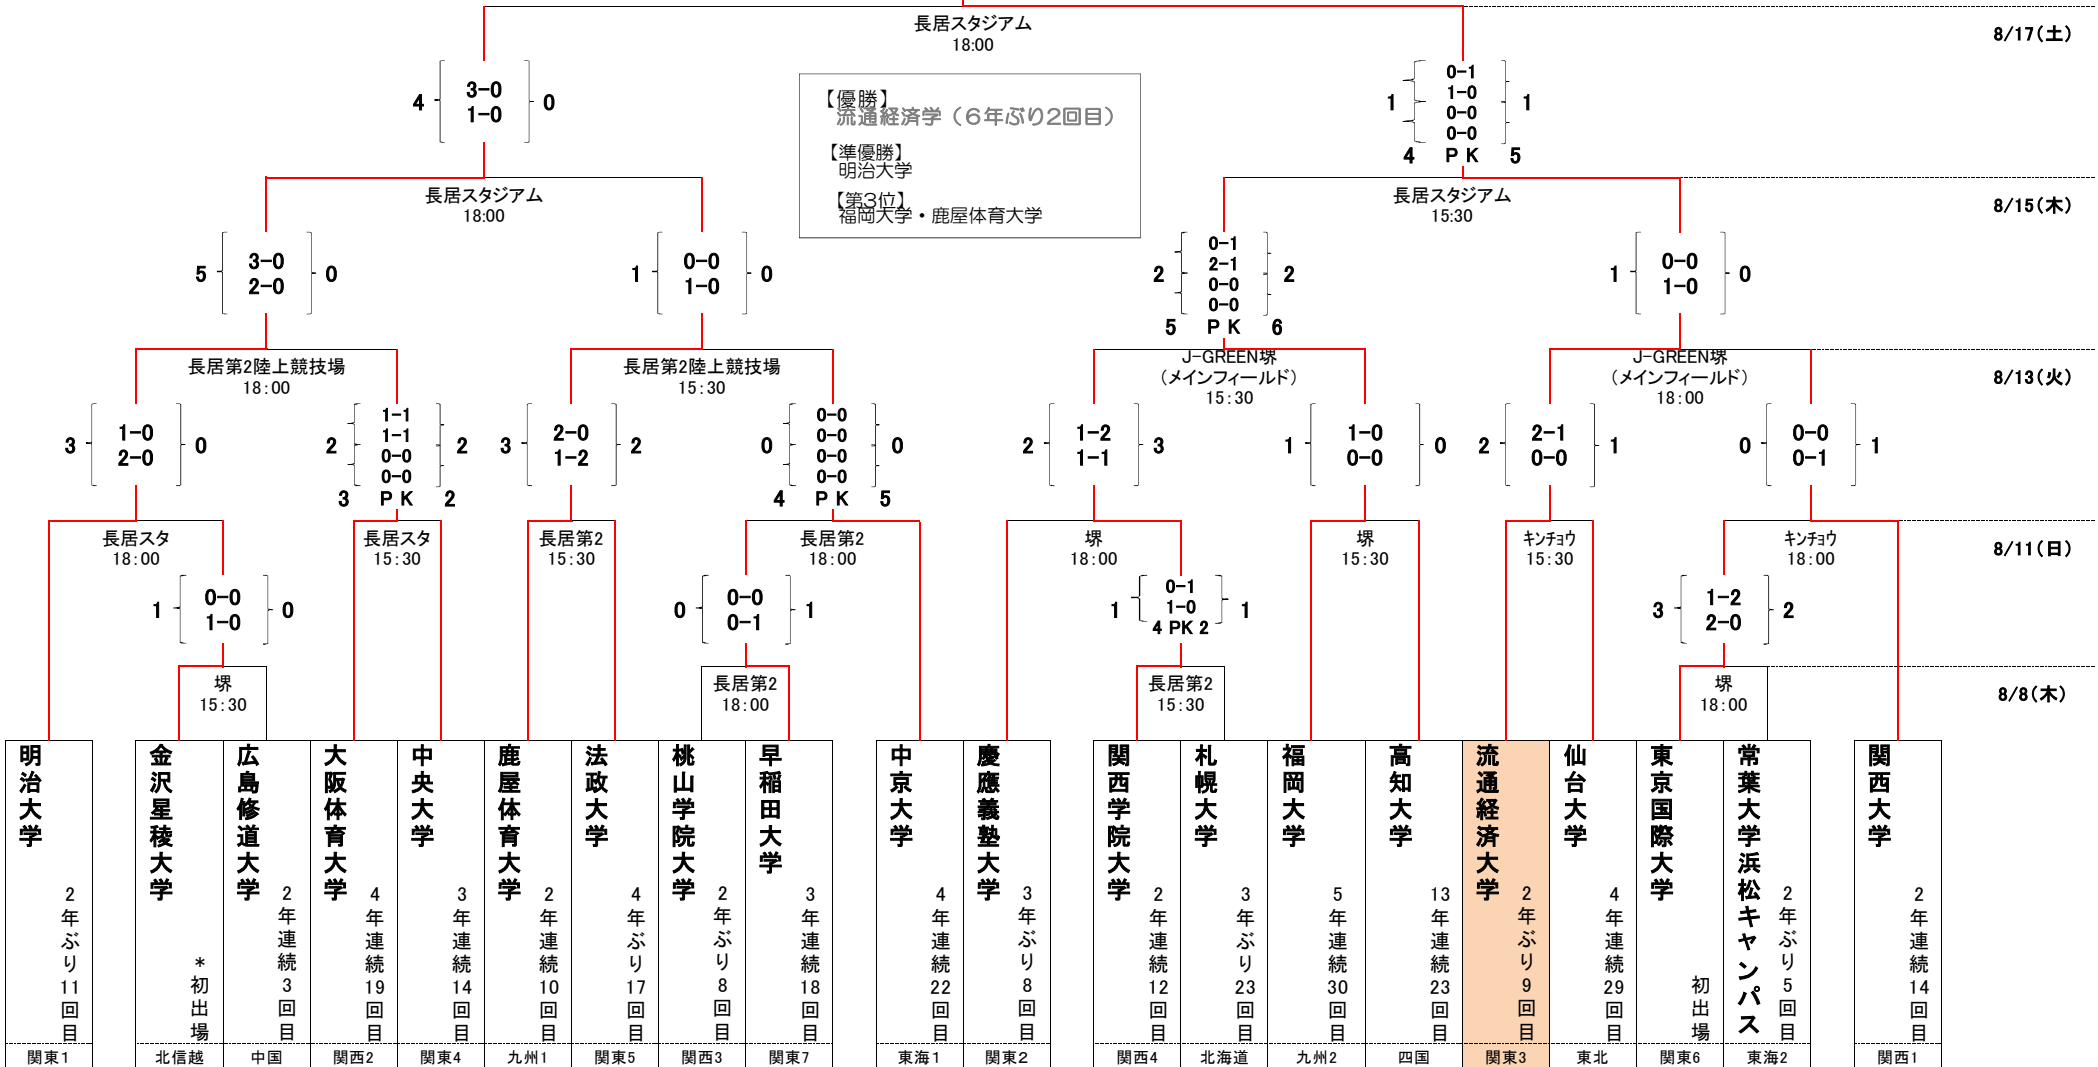 長居スタジアム
18:00
8/17(土)
4
3-0
1-0
0
【優勝】
流通経済学（６年ぶり２回目）
【準優勝】
明治大学
【第3位】
福岡大学・鹿屋体育大学
1
0-1
1-0
0-0
0-0
1
4 ＰＫ 5
長居スタジアム
18:00
長居スタジアム
15:30
8/15(木)
5
3-0
2-0
0
1
0-0
1-0
0
2
0-1
2-1
0-0
0-0
2
5 ＰＫ 6
1
0-0
1-0
0
長居第2陸上競技場
18:00
長居第2陸上競技場
15:30
J-GREEN堺
（メインフィールド）
15:30
J-GREEN堺
（メインフィールド）
18:00
8/13(火)
3
1-0
2-0
0
2
1-1
1-1
0-0
0-0
2
3 ＰＫ 2
3
2-0
1-2
2
0
0-0
0-0
0-0
0-0
0
4 ＰＫ 5
2
1-2
1-1
3
1
1-0
0-0
0
2
2-1
0-0
1
0
0-0
0-1
1
長居スタ
18:00
長居スタ
15:30
長居第2
15:30
長居第2
18:00
堺
18:00
堺
15:30
キンチョウ
15:30
キンチョウ
18:00
8/11(日)
1
0-0
1-0
0
0
0-0
0-1
1
1
0-1
1-0
4 PK 2
1
3
1-2
2-0
2
堺
15:30
長居第2
18:00
長居第2
15:30
堺
18:00
8/8(木)
明治大学
2年ぶり11回目
関東1
金沢星稜大学
*初出場
北信越
広島修道大学
2年連続3回目
中国
大阪体育大学
4年連続19回目
関西2
中央大学
3年連続14回目
関東4
鹿屋体育大学
2年連続10回目
九州1
法政大学
4年ぶり17回目
関東5
桃山学院大学
2年ぶり8回目
関西3
早稲田大学
3年連続18回目
関東7
中京大学
4年連続22回目
東海1
慶應義塾大学
3年ぶり8回目
関東2
関西学院大学
2年連続12回目
関西4
札幌大学
3年ぶり23回目
北海道
福岡大学
5年連続30回目
九州2
高知大学
13年連続23回目
四国
流通経済大学
2年ぶり9回目
関東3
仙台大学
4年連続29回目
東北
東京国際大学
初出場
関東6
常葉大学浜松キャンパス
2年ぶり5回目
東海2
関西大学
2年連続14回目
関西1